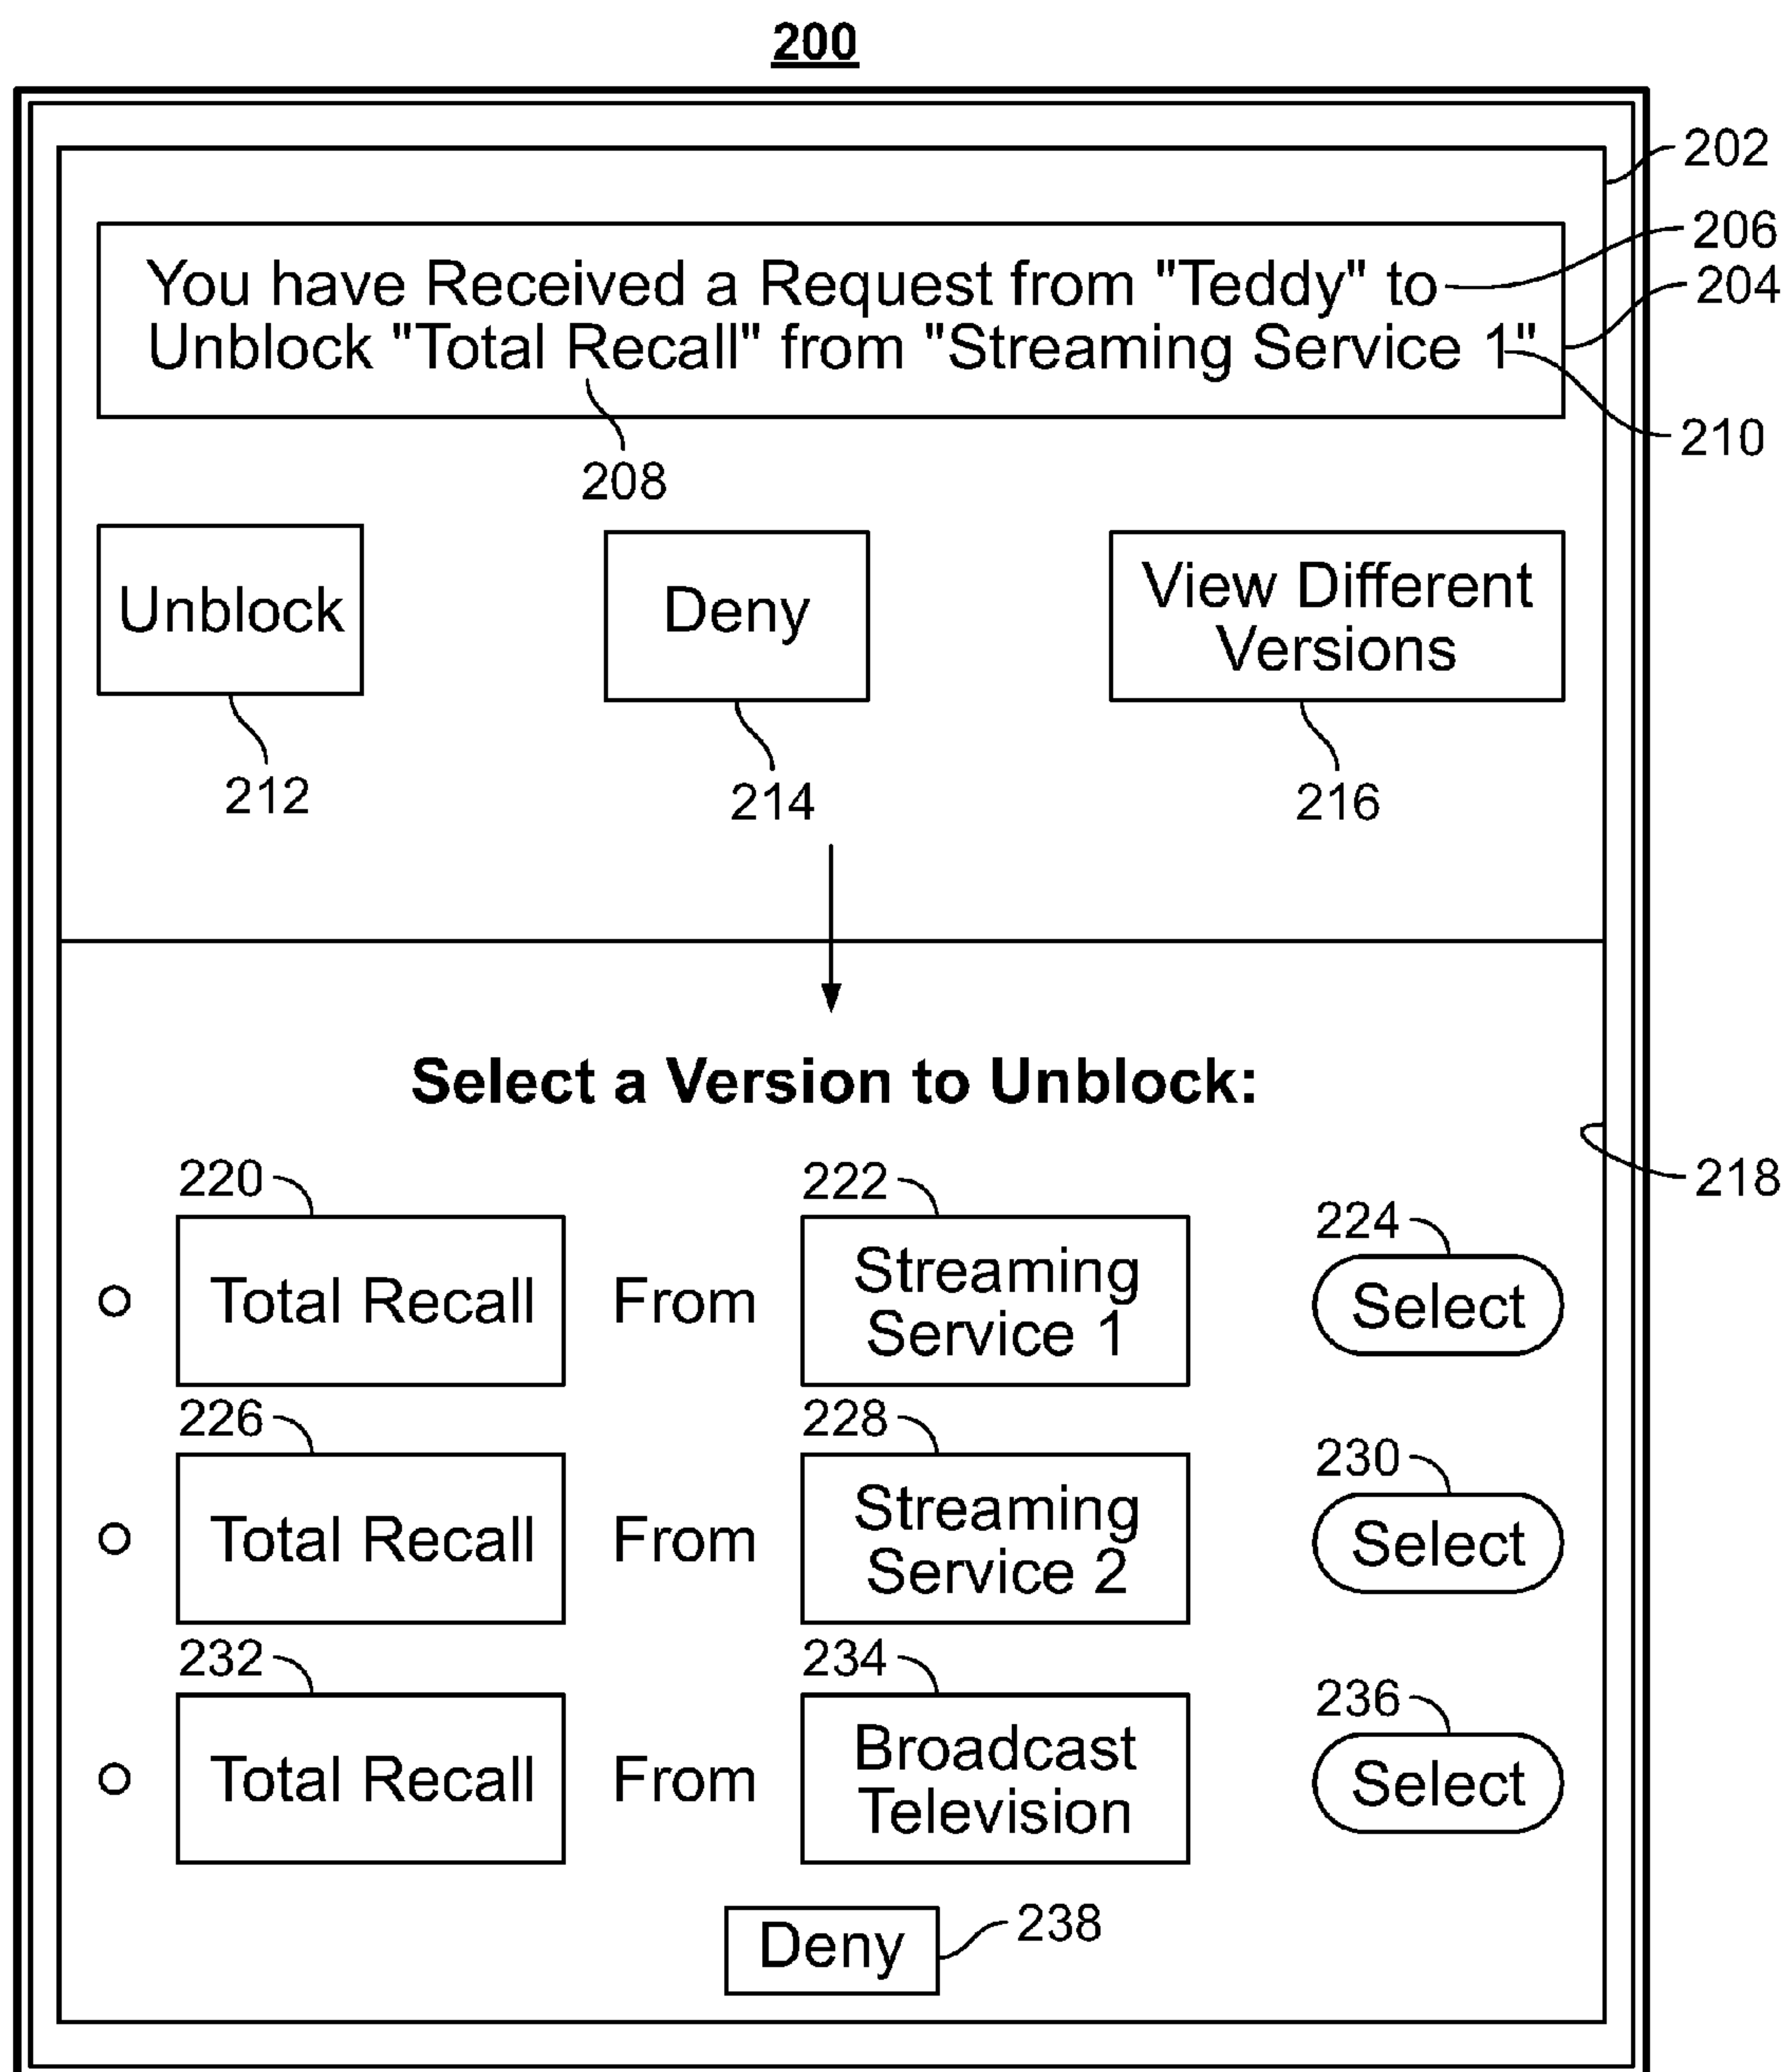 200
202
You have Received a Request from "Teddy" to
206
Unblock "Total Recall" from "Streaming Service 1"
204
210
208
Unblock
Deny
View Different
Versions
212
214
216
Select a Version to Unblock:
218
220
222
224
Total Recall
From
Streaming
Service 1
Select
226
228
230
Total Recall
From
Streaming
Service 2
Select
232
234
236
Total Recall
From
Broadcast
Television
Select
Deny
238